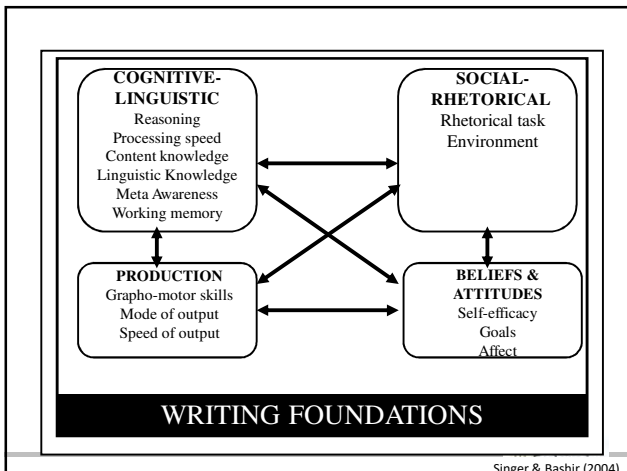 COGNITIVE-
LINGUISTIC
Reasoning
Processing speed
Content knowledge
Linguistic Knowledge
Meta Awareness
Working memory
SOCIAL-
RHETORICAL
Rhetorical task
Environment
PRODUCTION
Grapho-motor skills
Mode of output
Speed of output
BELIEFS &
ATTITUDES
Self-efficacy
Goals
Affect
WRITING FOUNDATIONS
Singer & Bashir (2004)